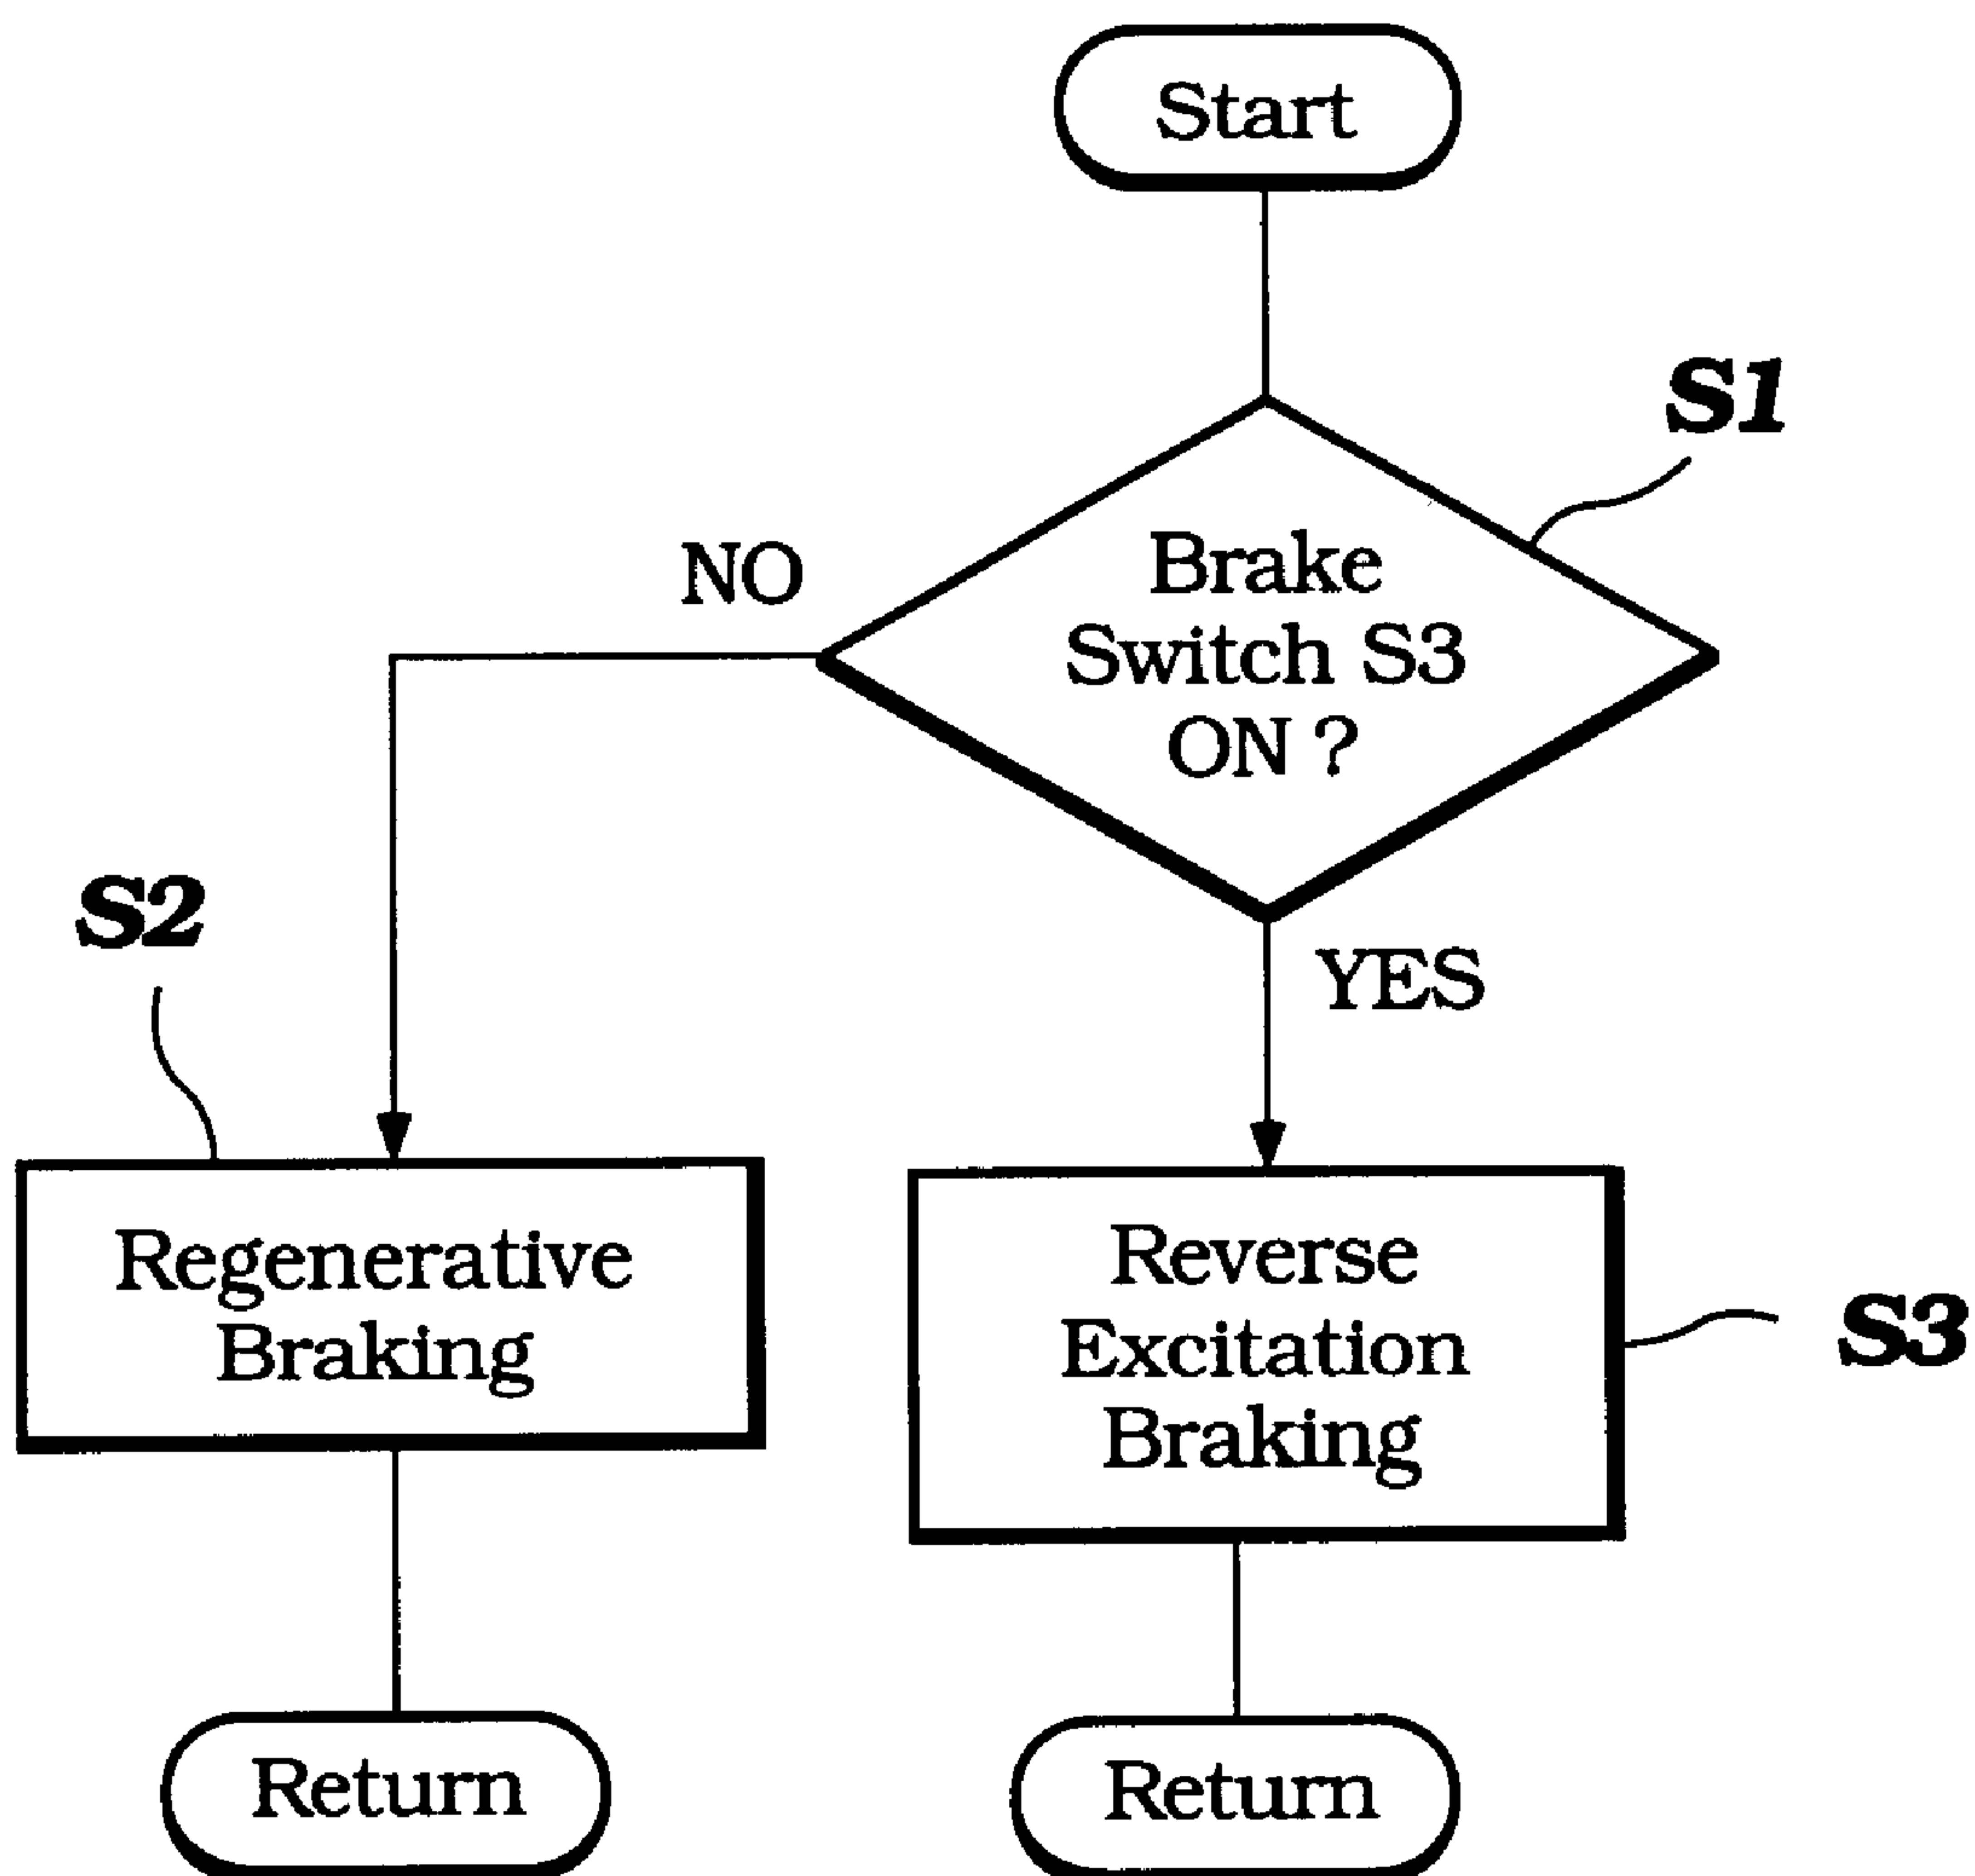 Start
S1
NO
Brake
Switch S3
ON ?
S2
YES
Regenerative
Braking
Reverse
Excitation
Braking
S3
Return
Return